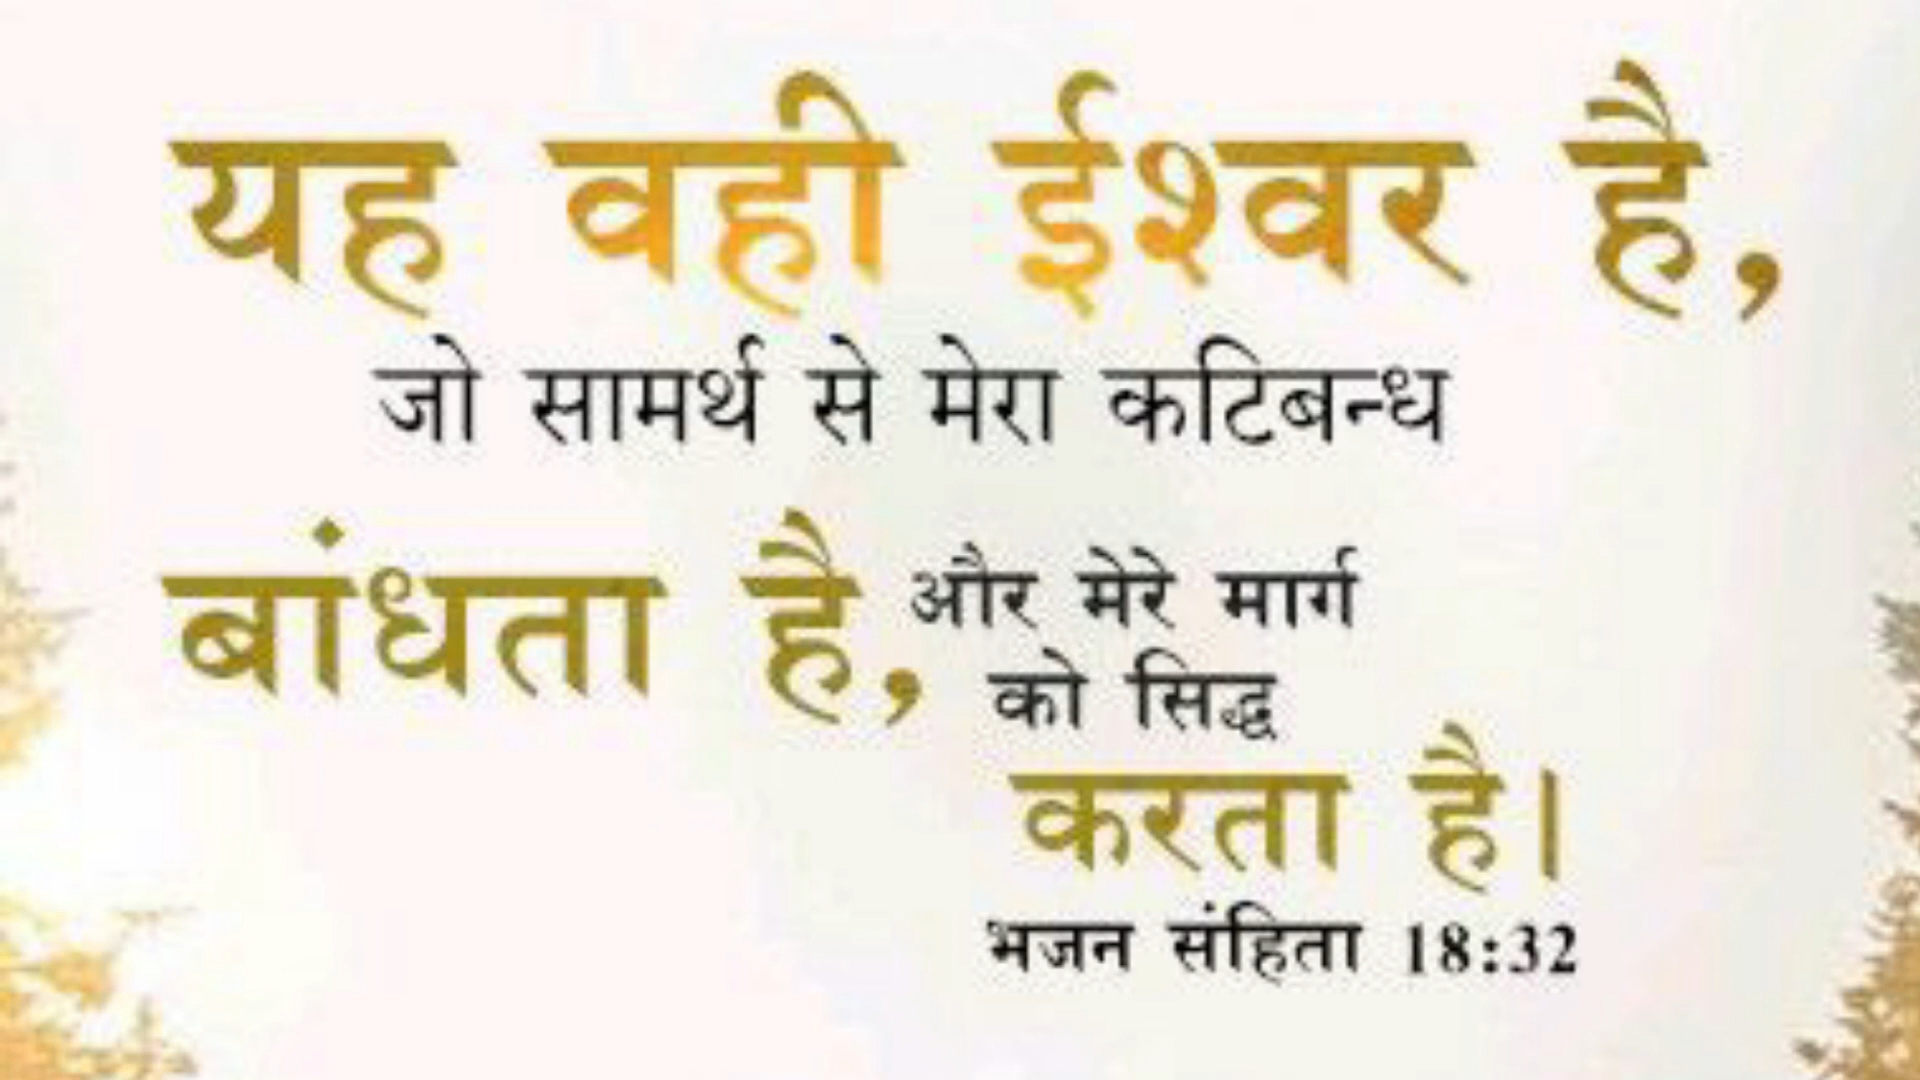 यह वही ईश्वर है,
जो सामर्थ से मेरा कटिबन्ध
बांधता है, और मेरे मार्ग
को सिद्ध
करता है।
भजन संहिता 18:32